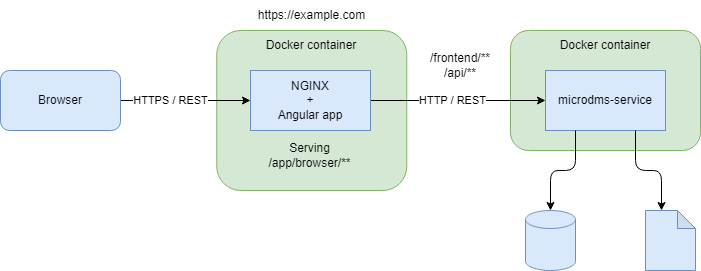 https://example.com
Docker container
Docker container
/frontend/**
/api/**
Browser
HTTPS / REST
NGINX
+
Angular app
HTTP / REST
microdms-service
Serving
/app/browser/**